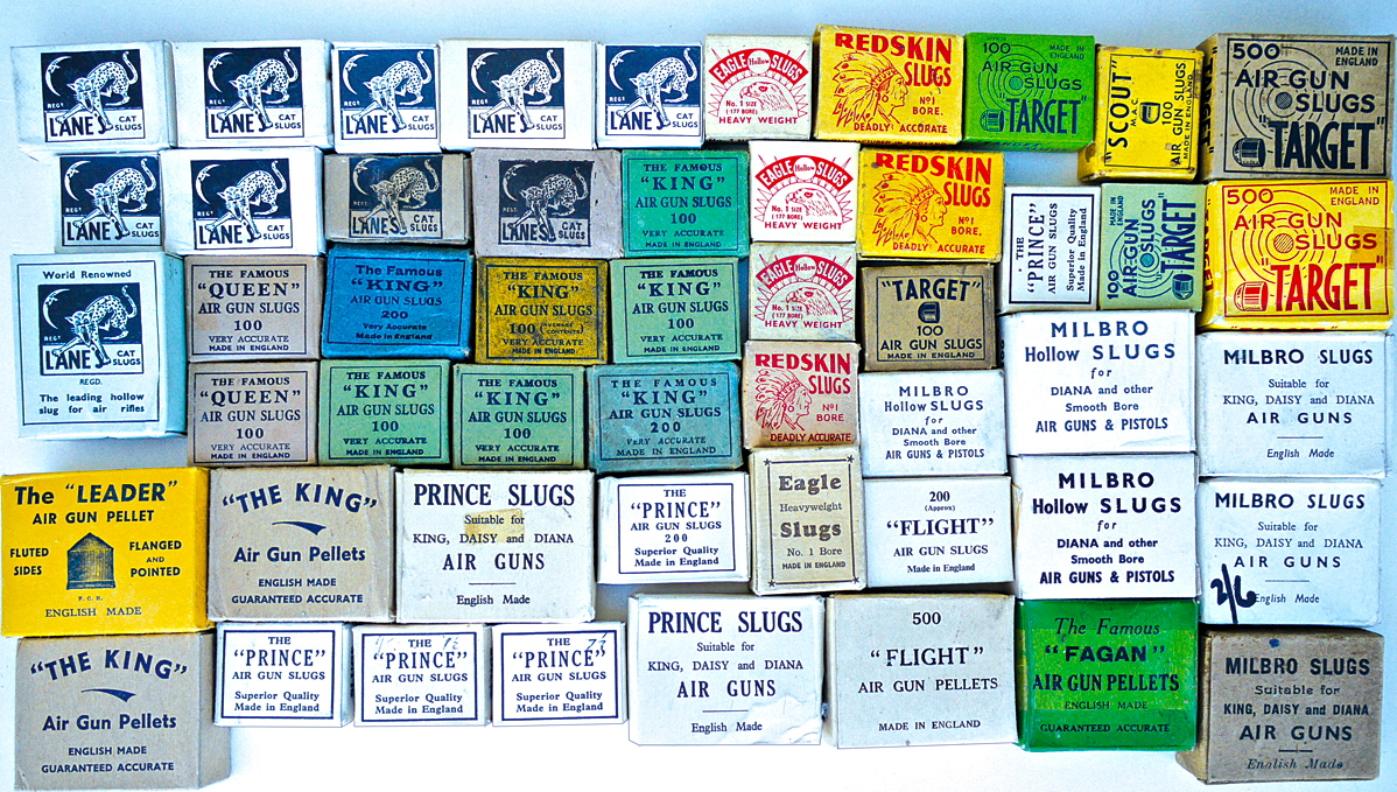 REGD
LANE CAT
SLUGS
REGD
LANE CAT
SLUGS
REGD
LANE CAT
SLUGS
REGD
LANE CAT
SLUGS
REGD
LANE CAT
SLUGS
EAGLE Hollow SLUGS
No. 1 SIZE
(·177 BORE)
HEAVY WEIGHT
REDSKIN
SLUGS
Nº1
BORE.
DEADLY ACCURATE
100 MADE IN
ENGLAND
AIR GUN
SLUGS
"TARGET"
"SCOUT"
M.A.C.
100
AIR GUN SLUGS
MADE IN ENGLAND
500 MADE IN
ENGLAND
AIR GUN
SLUGS
"TARGET"
REGD
LANE CAT
SLUGS
REGD
LANE CAT
SLUGS
REGD
LANE CAT
SLUGS
REGD
LANE CAT
SLUGS
THE FAMOUS
"KING"
AIR GUN SLUGS
100
VERY ACCURATE
MADE IN ENGLAND
EAGLE Hollow SLUGS
No. 1 SIZE
(·177 BORE)
HEAVY WEIGHT
REDSKIN
SLUGS
Nº1
BORE,
DEADLY ACCURATE
THE
"PRINCE"
AIR GUN SLUGS
Superior Quality
Made in England
100 MADE IN
ENGLAND
AIR GUN
SLUGS
"TARGET"
500 MADE IN
ENGLAND
AIR GUN
SLUGS
"TARGET"
World Renowned
LANE CAT
SLUGS
REGD.
The leading hollow
slug for air rifles
THE FAMOUS
"QUEEN"
AIR GUN SLUGS
100
VERY ACCURATE
MADE IN ENGLAND
The Famous
"KING"
AIR GUN SLUGS
200
Very Accurate
Made in England
THE FAMOUS
"KING"
AIR GUN SLUGS
100 (AVERAGE CONTENTS)
VERY ACCURATE
MADE IN ENGLAND
THE FAMOUS
"KING"
AIR GUN SLUGS
100
VERY ACCURATE
MADE IN ENGLAND
EAGLE Hollow SLUGS
No. 1 SIZE
(·177 BORE)
HEAVY WEIGHT
"TARGET"
100
AIR GUN SLUGS
MADE IN ENGLAND
MILBRO
Hollow SLUGS
for
DIANA and other
Smooth Bore
AIR GUNS & PISTOLS
MILBRO SLUGS
Suitable for
KING, DAISY and DIANA
AIR GUNS
English Made
THE FAMOUS
"QUEEN"
AIR GUN SLUGS
100
VERY ACCURATE
MADE IN ENGLAND
THE FAMOUS
"KING"
AIR GUN SLUGS
100
VERY ACCURATE
MADE IN ENGLAND
THE FAMOUS
"KING"
AIR GUN SLUGS
100
VERY ACCURATE
MADE IN ENGLAND
THE FAMOUS
"KING"
AIR GUN SLUGS
200
VERY ACCURATE
MADE IN ENGLAND
REDSKIN
SLUGS
Nº1
BORE
DEADLY ACCURATE
MILBRO
Hollow SLUGS
for
DIANA and other
Smooth Bore
AIR GUNS & PISTOLS
The "LEADER"
AIR GUN PELLET
FLUTED
SIDES
FLANGED
AND
POINTED
F.C.H.
ENGLISH MADE
"THE KING"
Air Gun Pellets
ENGLISH MADE
GUARANTEED ACCURATE
PRINCE SLUGS
Suitable for
KING, DAISY and DIANA
AIR GUNS
English Made
THE
"PRINCE"
AIR GUN SLUGS
200
Superior Quality
Made in England
Eagle
Heavyweight
Slugs
No. 1 Bore
MADE IN ENGLAND
200
(Approx)
"FLIGHT"
AIR GUN SLUGS
Made in England
MILBRO
Hollow SLUGS
for
DIANA and other
Smooth Bore
AIR GUNS & PISTOLS
MILBRO SLUGS
Suitable for
KING, DAISY and DIANA
AIR GUNS
2/6
English Made
"THE KING"
Air Gun Pellets
ENGLISH MADE
GUARANTEED ACCURATE
THE
"PRINCE"
AIR GUN SLUGS
Superior Quality
Made in England
THE
"PRINCE"
AIR GUN SLUGS
Superior Quality
Made in England
THE
"PRINCE"
AIR GUN SLUGS
Superior Quality
Made in England
PRINCE SLUGS
Suitable for
KING, DAISY and DIANA
AIR GUNS
English Made
500
"FLIGHT"
AIR GUN PELLETS
MADE IN ENGLAND
The Famous
"FAGAN"
AIR GUN PELLETS
ENGLISH MADE
GUARANTEED ACCURATE
MILBRO SLUGS
Suitable for
KING, DAISY and DIANA
AIR GUNS
English Made